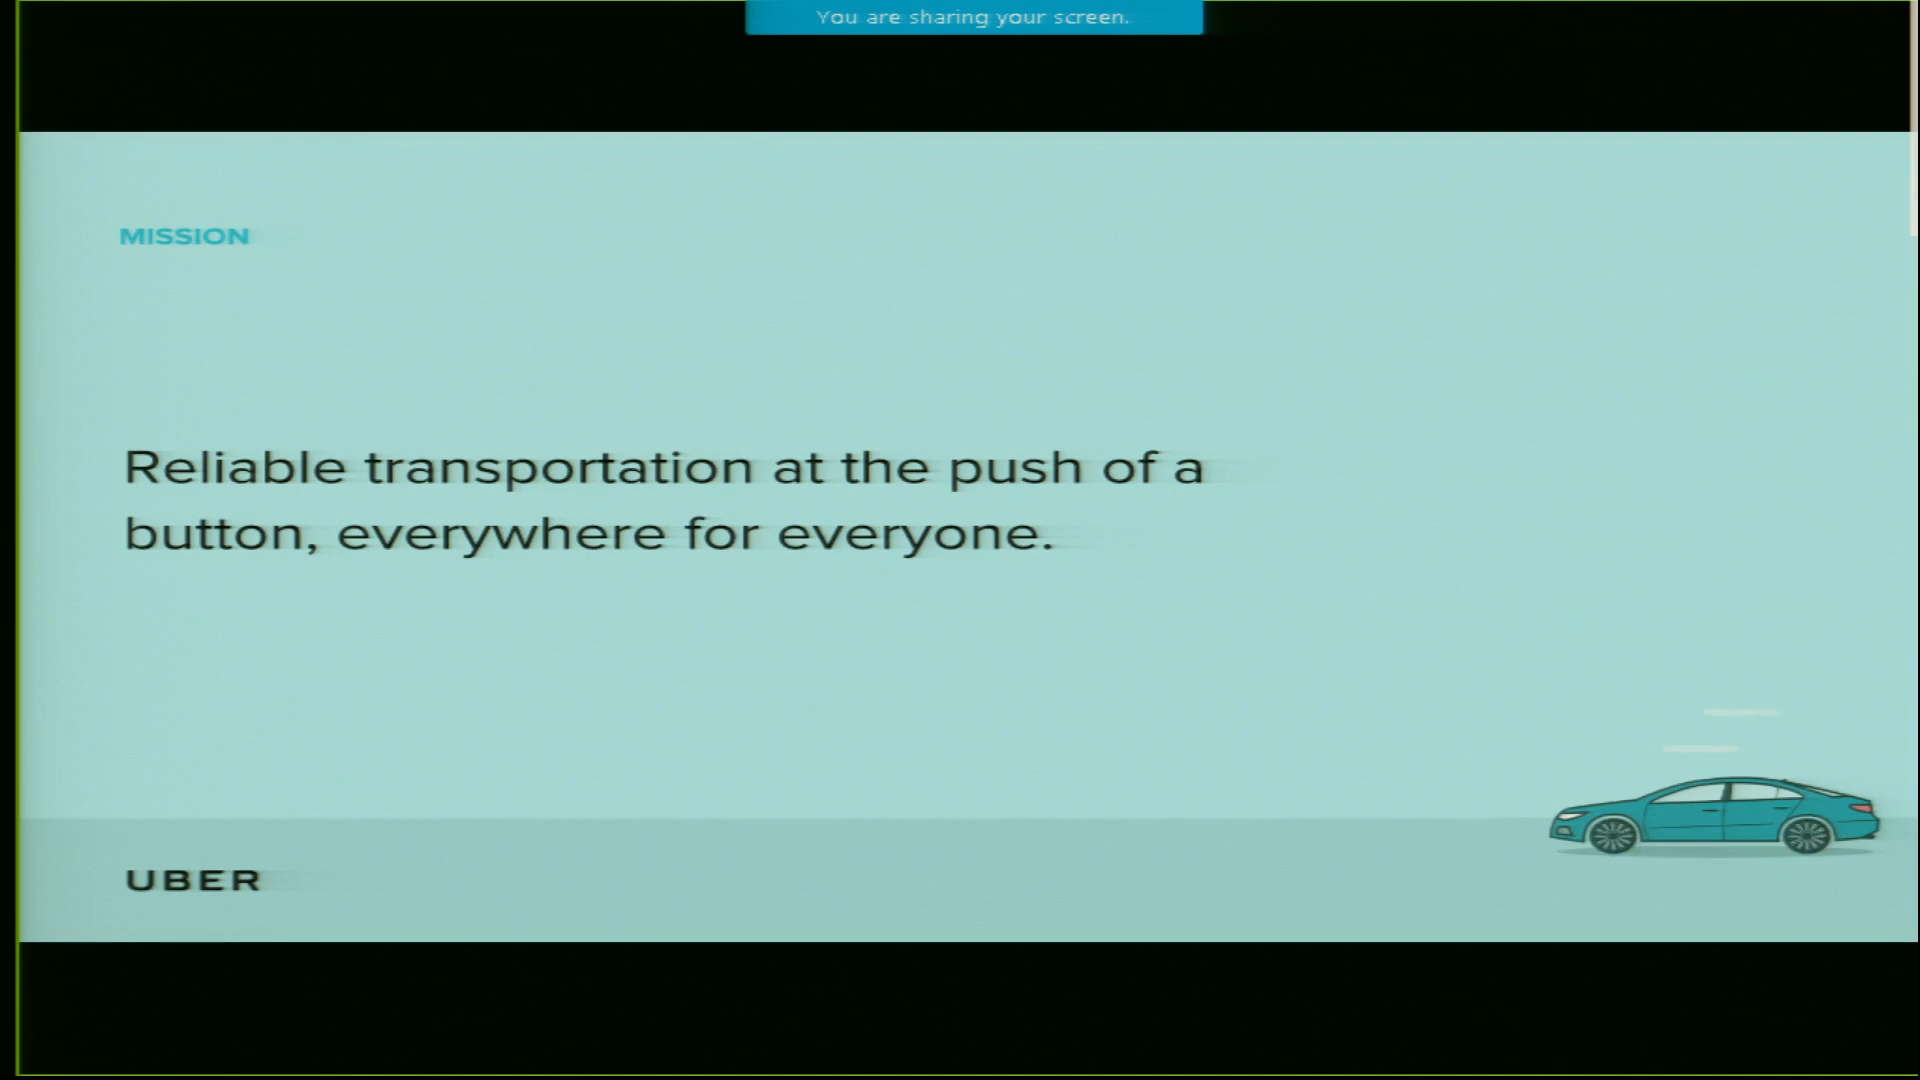 You are sharing your screen.
MISSION
Reliable transportation at the push of a
button, everywhere for everyone.
UBER